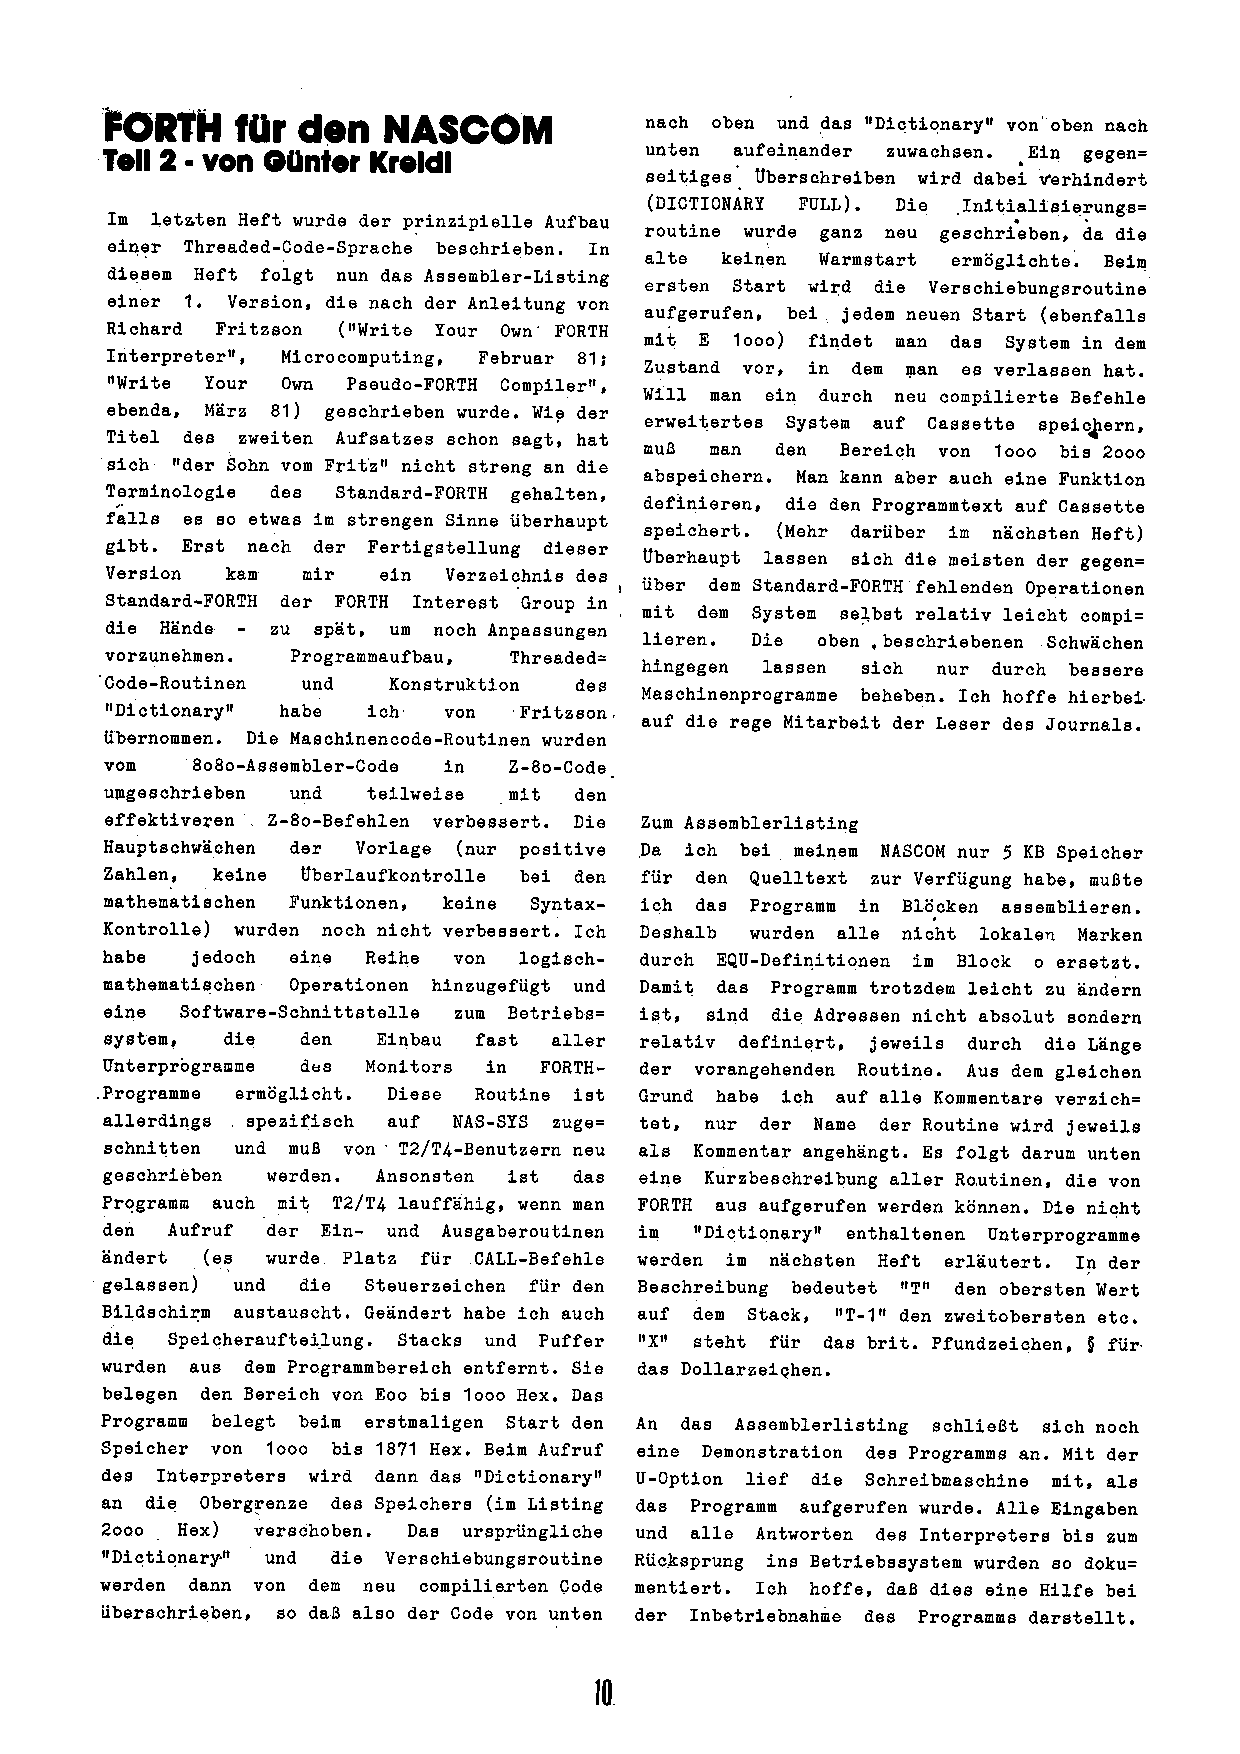 FORTH für den NASCOM
Teil 2 - von Günter Kreidl
Im letzten Heft wurde der prinzipielle Aufbau
einer Threaded-Code-Sprache beschrieben. In
diesem Heft folgt nun das Assembler-Listing
einer 1. Version, die nach der Anleitung von
Richard Fritzson ("Write Your Own FORTH
Interpreter", Microcomputing, Februar 81;
"Write Your Own Pseudo-FORTH Compiler",
ebenda, März 81) geschrieben wurde. Wie der
Titel des zweiten Aufsatzes schon sagt, hat
sich "der Sohn vom Fritz" nicht streng an die
Terminologie des Standard-FORTH gehalten,
falls es so etwas im strengen Sinne überhaupt
gibt. Erst nach der Fertigstellung dieser
Version kam mir ein Verzeichnis des
Standard-FORTH der FORTH Interest Group in
die Hände - zu spät, um noch Anpassungen
vorzunehmen. Programmaufbau, Threaded=
Code-Routinen und Konstruktion des
"Dictionary" habe ich von Fritzson
übernommen. Die Maschinencode-Routinen wurden
vom 8o8o-Assembler-Code in Z-8o-Code
umgeschrieben und teilweise mit den
effektiveren Z-8o-Befehlen verbessert. Die
Hauptschwächen der Vorlage (nur positive
Zahlen, keine Überlaufkontrolle bei den
mathematischen Funktionen, keine Syntax-
Kontrolle) wurden noch nicht verbessert. Ich
habe jedoch eine Reihe von logisch-
mathematischen Operationen hinzugefügt und
eine Software-Schnittstelle zum Betriebs=
system, die den Einbau fast aller
Unterprogramme des Monitors in FORTH-
Programme ermöglicht. Diese Routine ist
allerdings spezifisch auf NAS-SYS zuge=
schnitten und muß von T2/T4-Benutzern neu
geschrieben werden. Ansonsten ist das
Programm auch mit T2/T4 lauffähig, wenn man
den Aufruf der Ein- und Ausgaberoutinen
ändert (es wurde Platz für CALL-Befehle
gelassen) und die Steuerzeichen für den
Bildschirm austauscht. Geändert habe ich auch
die Speicheraufteilung. Stacks und Puffer
wurden aus dem Programmbereich entfernt. Sie
belegen den Bereich von Eoo bis 1ooo Hex. Das
Programm belegt beim erstmaligen Start den
Speicher von 1ooo bis 1871 Hex. Beim Aufruf
des Interpreters wird dann das "Dictionary"
an die Obergrenze des Speichers (im Listing
2ooo Hex) verschoben. Das ursprüngliche
"Dictionary" und die Verschiebungsroutine
werden dann von dem neu compilierten Code
überschrieben, so daß also der Code von unten
nach oben und das "Dictionary" von oben nach
unten aufeinander zuwachsen. Ein gegen=
seitiges Überschreiben wird dabei verhindert
(DICTIONARY FULL). Die Initialisierungs=
routine wurde ganz neu geschrieben, da die
alte keinen Warmstart ermöglichte. Beim
ersten Start wird die Verschiebungsroutine
aufgerufen, bei jedem neuen Start (ebenfalls
mit E 1ooo) findet man das System in dem
Zustand vor, in dem man es verlassen hat.
Will man ein durch neu compilierte Befehle
erweitertes System auf Cassette speichern,
muß man den Bereich von 1ooo bis 2ooo
abspeichern. Man kann aber auch eine Funktion
definieren, die den Programmtext auf Cassette
speichert. (Mehr darüber im nächsten Heft)
Überhaupt lassen sich die meisten der gegen=
über dem Standard-FORTH fehlenden Operationen
mit dem System selbst relativ leicht compi=
lieren. Die oben beschriebenen Schwächen
hingegen lassen sich nur durch bessere
Maschinenprogramme beheben. Ich hoffe hierbei
auf die rege Mitarbeit der Leser des Journals.
Zum Assemblerlisting
Da ich bei meinem NASCOM nur 5 KB Speicher
für den Quelltext zur Verfügung habe, mußte
ich das Programm in Blöcken assemblieren.
Deshalb wurden alle nicht lokalen Marken
durch EQU-Definitionen im Block o ersetzt.
Damit das Programm trotzdem leicht zu ändern
ist, sind die Adressen nicht absolut sondern
relativ definiert, jeweils durch die Länge
der vorangehenden Routine. Aus dem gleichen
Grund habe ich auf alle Kommentare verzich=
tet, nur der Name der Routine wird jeweils
als Kommentar angehängt. Es folgt darum unten
eine Kurzbeschreibung aller Routinen, die von
FORTH aus aufgerufen werden können. Die nicht
im "Dictionary" enthaltenen Unterprogramme
werden im nächsten Heft erläutert. In der
Beschreibung bedeutet "T" den obersten Wert
auf dem Stack, "T-1" den zweitobersten etc.
"X" steht für das brit. Pfundzeichen, § für
das Dollarzeichen.
An das Assemblerlisting schließt sich noch
eine Demonstration des Programms an. Mit der
U-Option lief die Schreibmaschine mit, als
das Programm aufgerufen wurde. Alle Eingaben
und alle Antworten des Interpreters bis zum
Rücksprung ins Betriebssystem wurden so doku=
mentiert. Ich hoffe, daß dies eine Hilfe bei
der Inbetriebnahme des Programms darstellt.
10